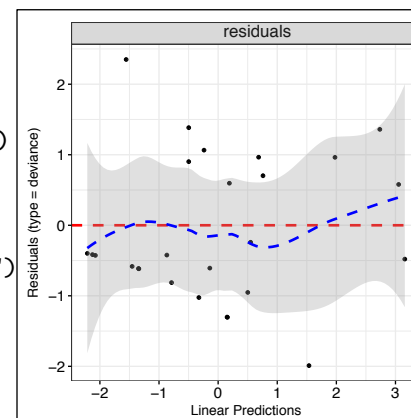 residuals
Residuals (type = deviance)
2
1
0
−1
−2
−2 −1 0 1 2 3
Linear Predictions